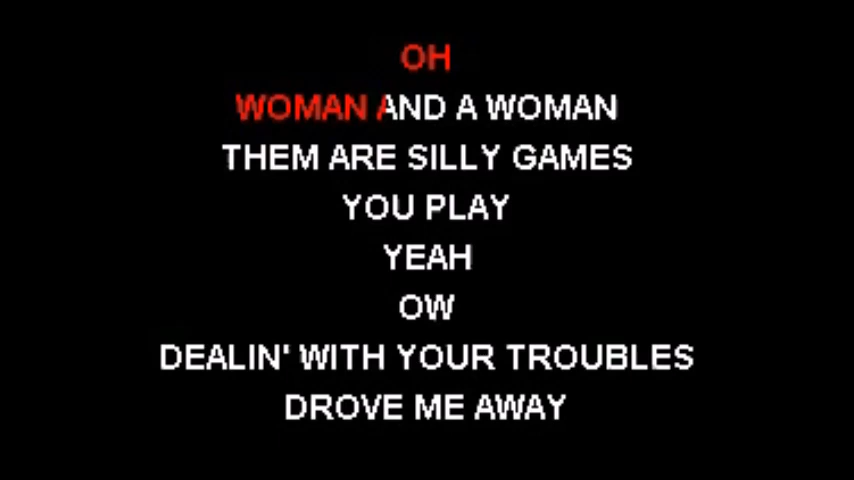 OH
WOMAN AND A WOMAN
THEM ARE SILLY GAMES
YOU PLAY
YEAH
OW
DEALIN' WITH YOUR TROUBLES
DROVE ME AWAY